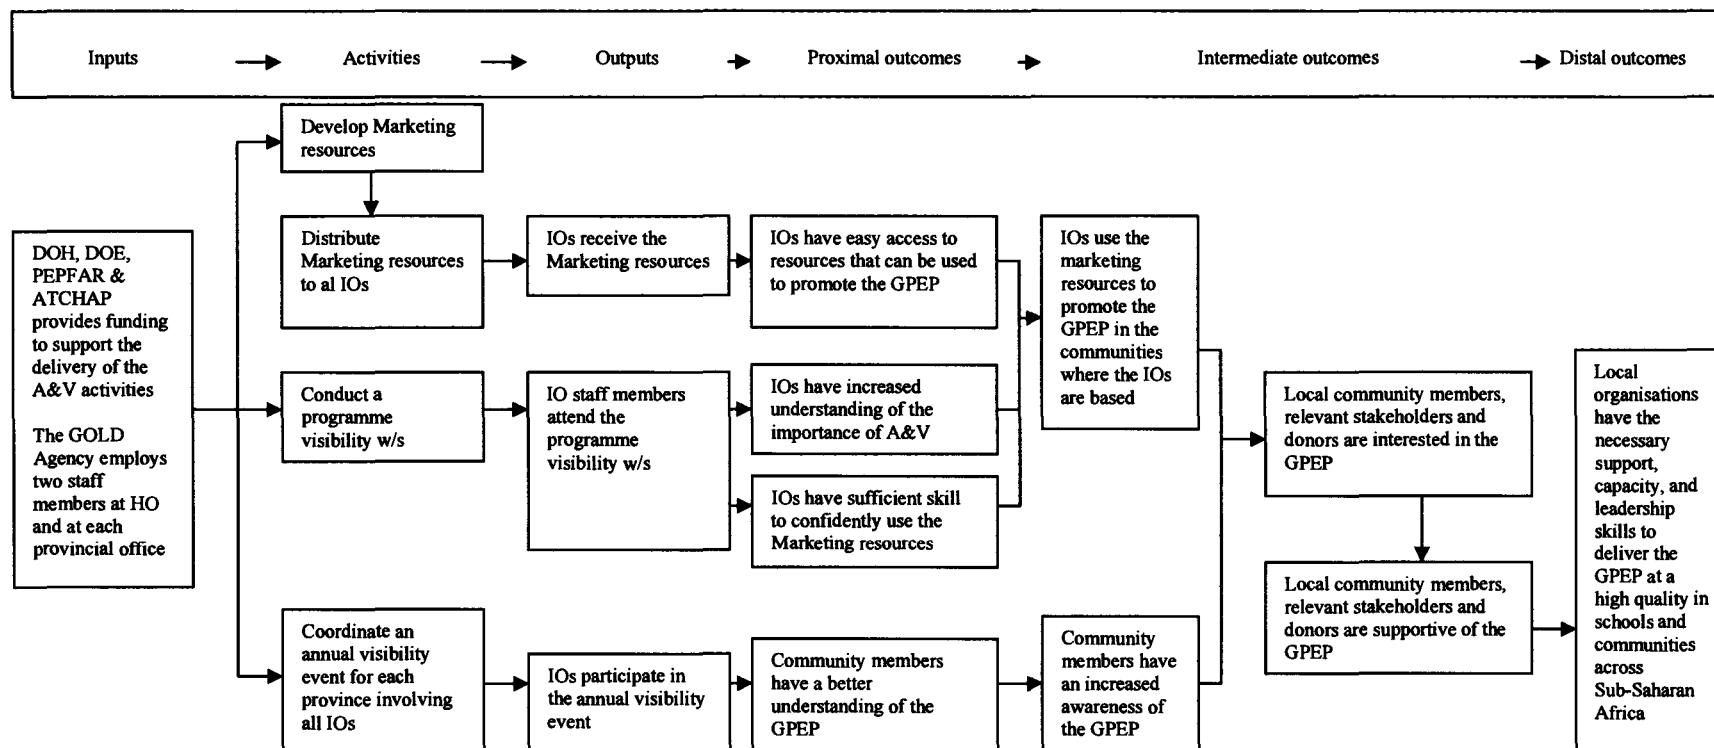 Inputs
Activities
Outputs
Proximal outcomes
Intermediate outcomes
Distal outcomes
DOH, DOE,
PEPFAR &
ATCHAP
provides funding
to support the
delivery of the
A&V activities
The GOLD
Agency employs
two staff
members at HO
and at each
provincial office
Develop Marketing
resources
Distribute
Marketing resources
to al IOs
Conduct a
programme
visibility w/s
Coordinate an
annual visibility
event for each
province involving
all IOs
IOs receive the
Marketing resources
IO staff members
attend the
programme
visibility w/s
IOs participate in
the annual visibility
event
IOs have easy access to
resources that can be used
to promote the GPEP
IOs have increased
understanding of the
importance of A&V
IOs have sufficient skill
to confidently use the
Marketing resources
Community members
have a better
understanding of the
GPEP
IOs use the
marketing
resources to
promote the
GPEP in the
communities
where the IOs
are based
Community
members have
an increased
awareness of
the GPEP
Local community members,
relevant stakeholders and
donors are interested in the
GPEP
Local community members,
relevant stakeholders and
donors are supportive of the
GPEP
Local
organisations
have the
necessary
support,
capacity, and
leadership
skills to
deliver the
GPEP at a
high quality in
schools and
communities
across
Sub-Saharan
Africa